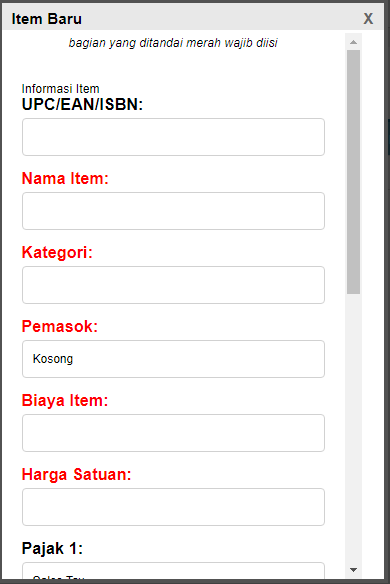 Item Baru X
bagian yang ditandai merah wajib diisi
Informasi Item
UPC/EAN/ISBN:
Nama Item:
Kategori:
Pemasok:
Kosong
Biaya Item:
Harga Satuan:
Pajak 1: